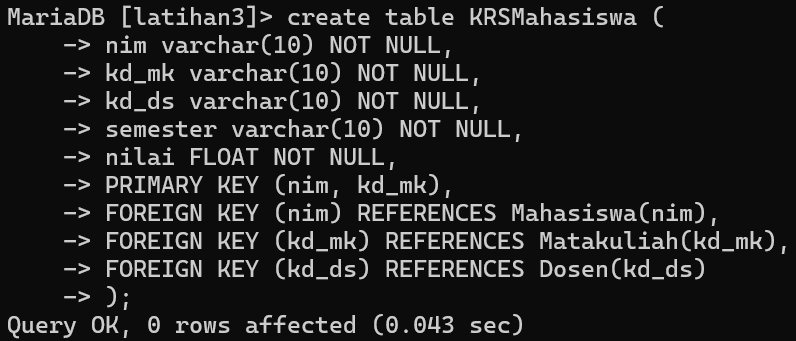 MariaDB [latihan3]> create table KRSMahasiswa (
    -> nim varchar(10) NOT NULL,
    -> kd_mk varchar(10) NOT NULL,
    -> kd_ds varchar(10) NOT NULL,
    -> semester varchar(10) NOT NULL,
    -> nilai FLOAT NOT NULL,
    -> PRIMARY KEY (nim, kd_mk),
    -> FOREIGN KEY (nim) REFERENCES Mahasiswa(nim),
    -> FOREIGN KEY (kd_mk) REFERENCES Matakuliah(kd_mk),
    -> FOREIGN KEY (kd_ds) REFERENCES Dosen(kd_ds)
    -> );
Query OK, 0 rows affected (0.043 sec)